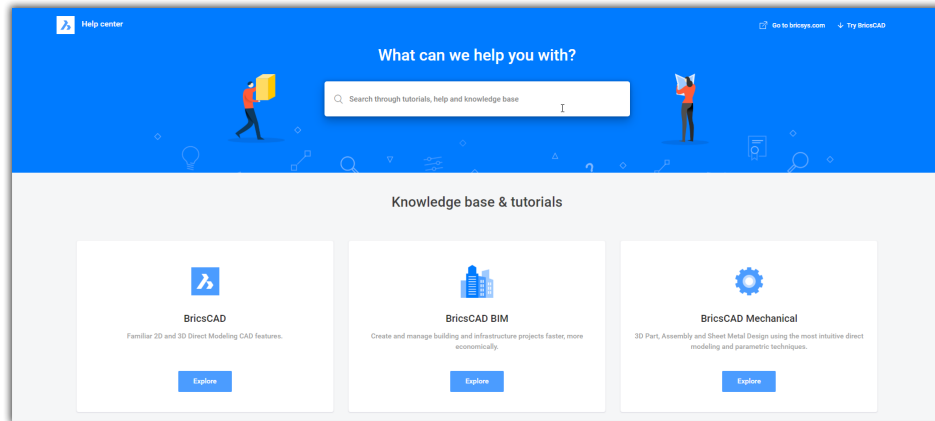 Help center
Go to bricsys.com
Try BricsCAD
What can we help you with?
Search through tutorials, help and knowledge base
Knowledge base & tutorials
BricsCAD
Familiar 2D and 3D Direct Modeling CAD features.
Explore
BricsCAD BIM
Create and manage building and infrastructure projects faster, more
economically.
Explore
BricsCAD Mechanical
3D Part, Assembly and Sheet Metal Design using the most intuitive direct
modeling and parametric techniques.
Explore